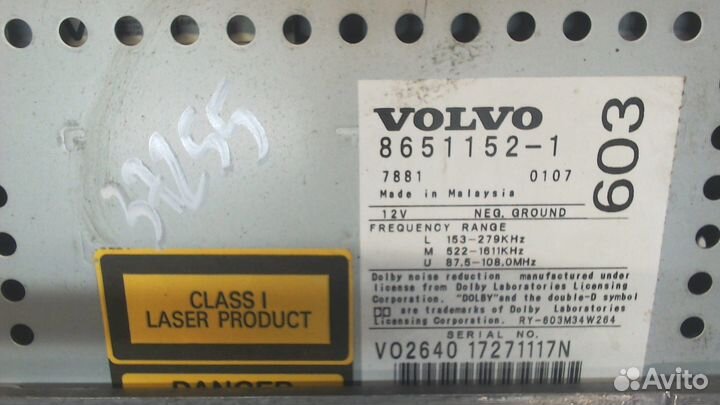 37255
VOLVO
8651152-1
603
7881 0107
Made in Malaysia
12V NEG. GROUND
FREQUENCY RANGE
L 153-279KHz
M 522-1611KHz
U 87.5-108.0MHz
Dolby noise reduction manufactured under
license from Dolby Laboratories Licensing
Corporation. "DOLBY" and the double-D symbol
are trademarks of Dolby Laboratories
Licensing Corporation. RY-603M34W264
SERIAL NO.
VO2640 17271117N
CLASS I
LASER PRODUCT
DANGER
Avito